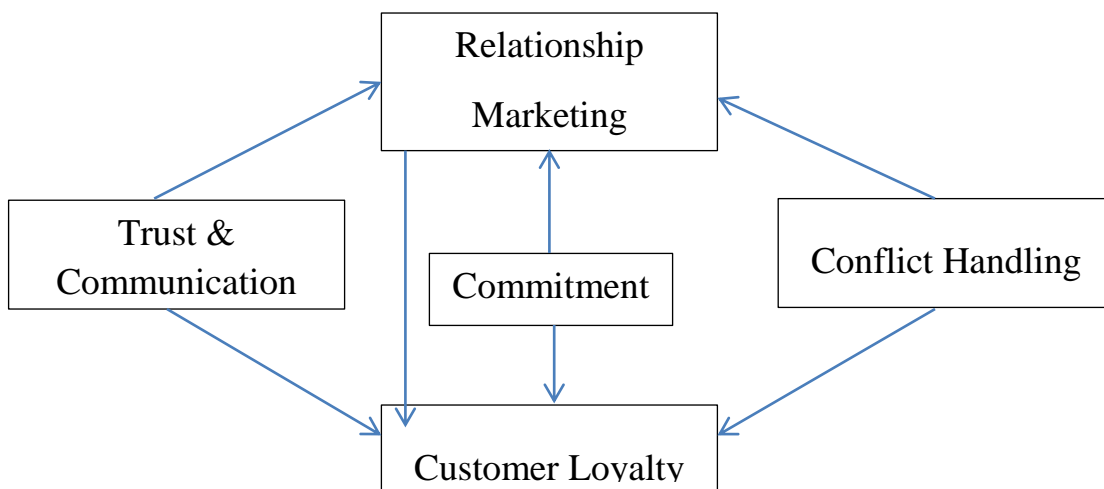 Relationship
Marketing
Trust &
Communication
Commitment
Conflict Handling
Customer Loyalty